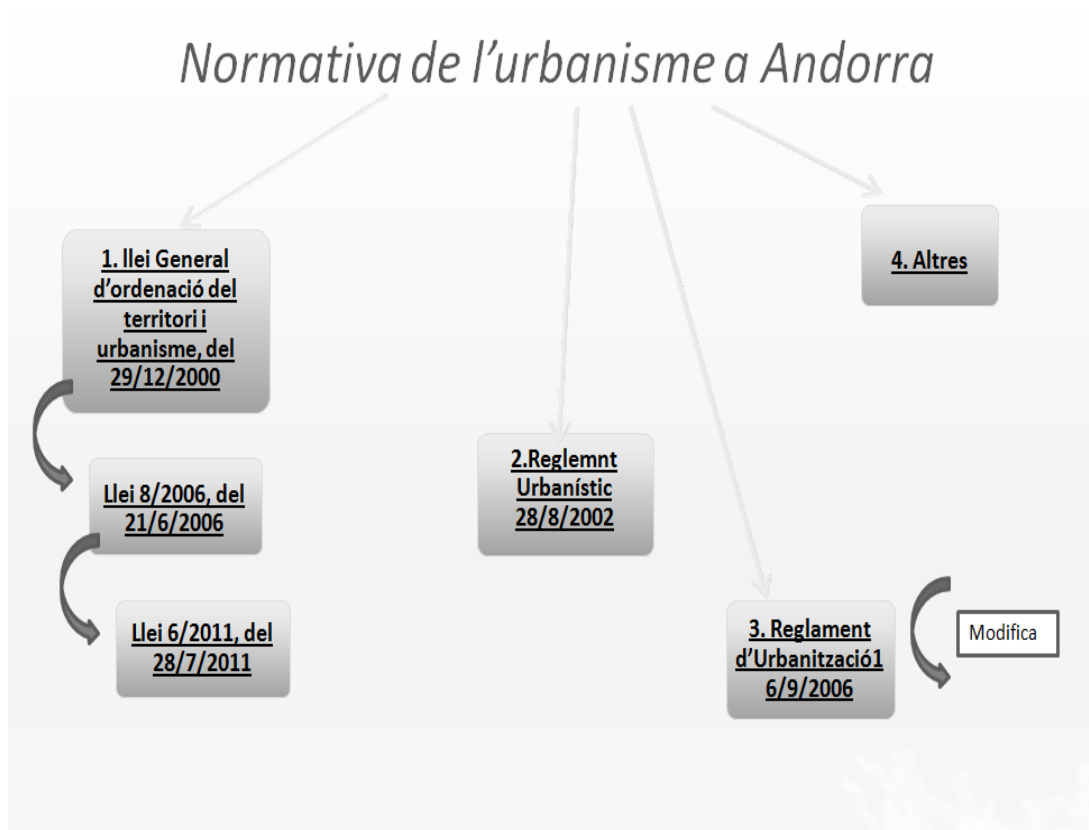 Normativa de l'urbanisme a Andorra
1. llei General
d'ordenació del
territori i
urbanisme, del
29/12/2000
Llei 8/2006, del
21/6/2006
Llei 6/2011, del
28/7/2011
2.Reglemnt
Urbanístic
28/8/2002
3. Reglament
d'Urbanització1
6/9/2006
Modifica
4. Altres